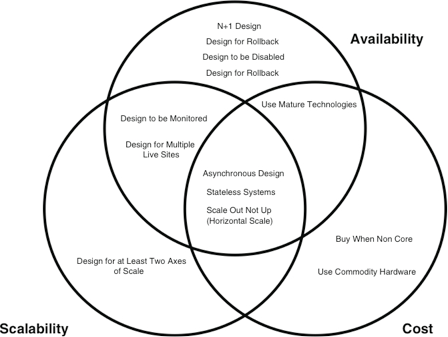 N+1 Design
Design for Rollback
Availability
Design to be Disabled
Design for Rollback
Use Mature Technologies
Design to be Monitored
Design for Multiple
Live Sites
Asynchronous Design
Stateless Systems
Scale Out Not Up
(Horizontal Scale)
Buy When Non Core
Design for at Least Two Axes
of Scale
Use Commodity Hardware
Scalability
Cost